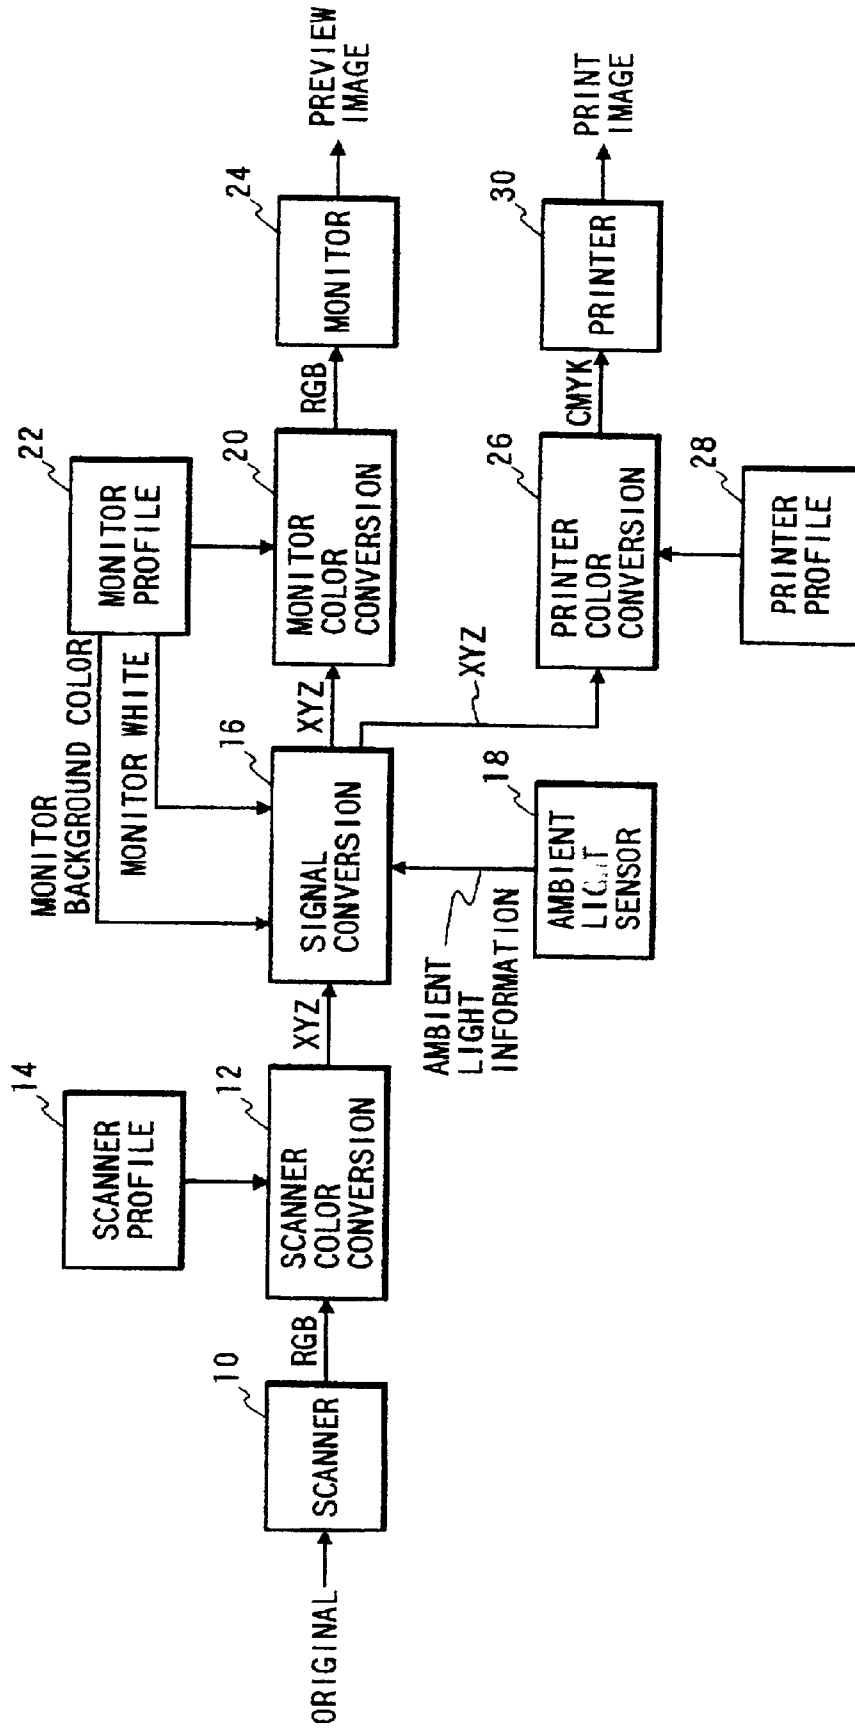 ORIGINAL
10
SCANNER
RGB
14
SCANNER
PROFILE
12
SCANNER
COLOR
CONVERSION
XYZ
MONITOR
BACKGROUND COLOR
MONITOR WHITE
16
SIGNAL
CONVERSION
AMBIENT
LIGHT
INFORMATION
18
AMBIENT
LIGHT
SENSOR
XYZ
XYZ
22
MONITOR
PROFILE
20
MONITOR
COLOR
CONVERSION
RGB
24
MONITOR
PREVIEW
IMAGE
26
PRINTER
COLOR
CONVERSION
28
PRINTER
PROFILE
CMYK
30
PRINTER
PRINT
IMAGE